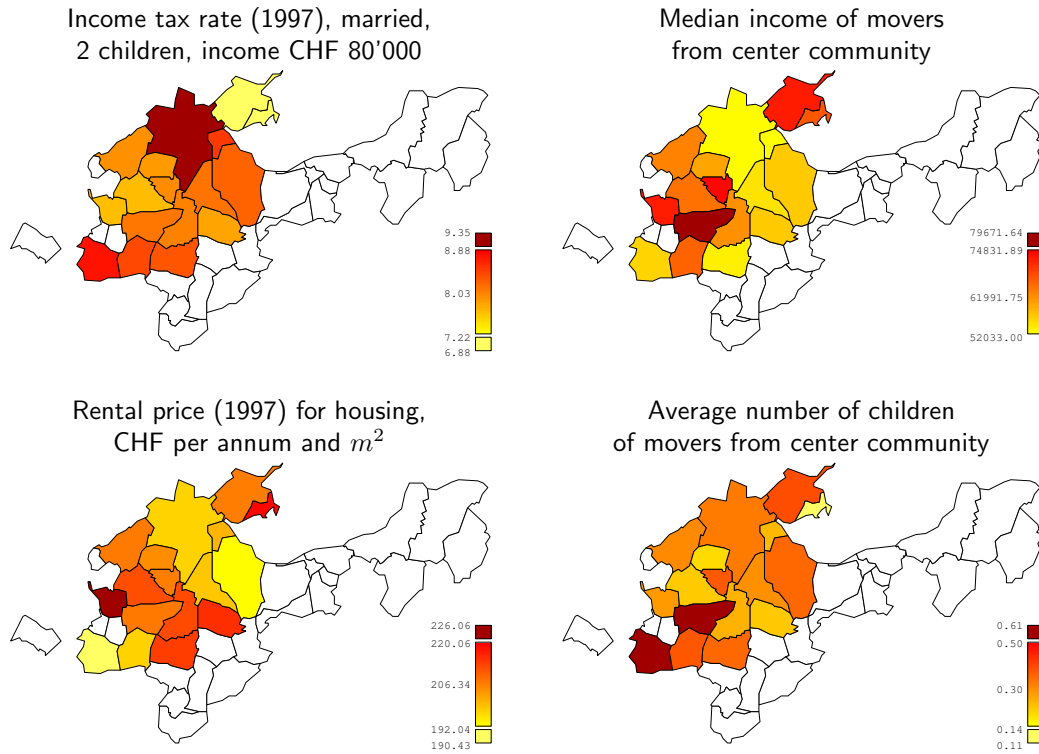 Income tax rate (1997), married,
2 children, income CHF 80'000
9.35
8.88
8.03
7.22
6.88
Median income of movers
from center community
79671.64
74831.89
61991.75
52033.00
Rental price (1997) for housing,
CHF per annum and m²
226.06
220.06
206.34
192.04
190.43
Average number of children
of movers from center community
0.61
0.50
0.30
0.14
0.11